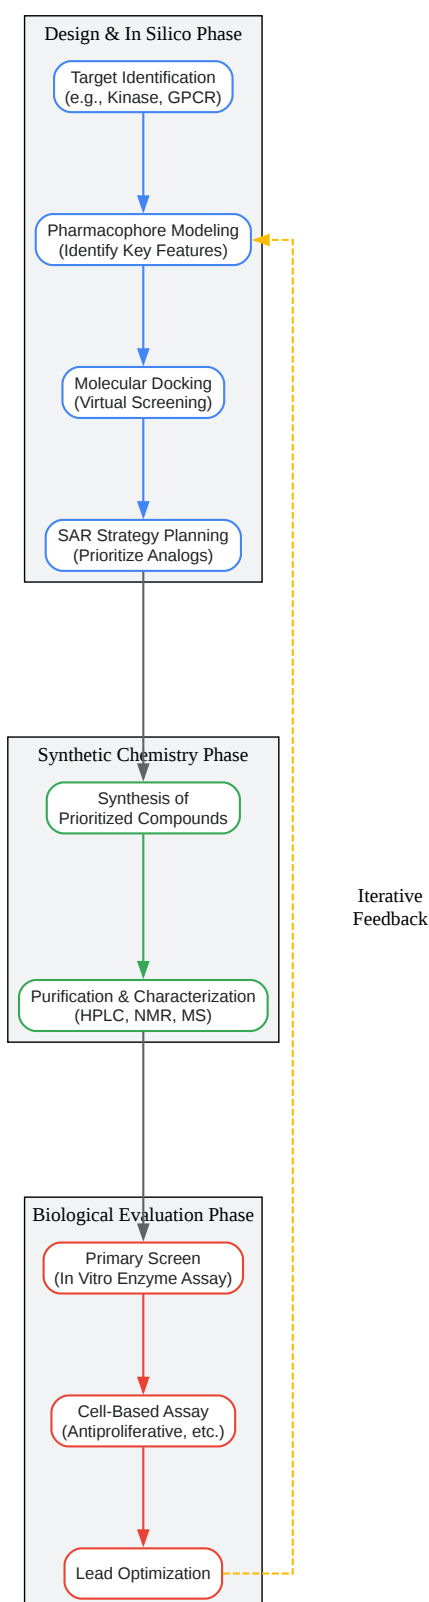 Design & In Silico Phase
Target Identification
(e.g., Kinase, GPCR)
Pharmacophore Modeling
(Identify Key Features)
Molecular Docking
(Virtual Screening)
SAR Strategy Planning
(Prioritize Analogs)
Synthetic Chemistry Phase
Synthesis of
Prioritized Compounds
Iterative
Feedback
Purification & Characterization
(HPLC, NMR, MS)
Biological Evaluation Phase
Primary Screen
(In Vitro Enzyme Assay)
Cell-Based Assay
(Antiproliferative, etc.)
Lead Optimization